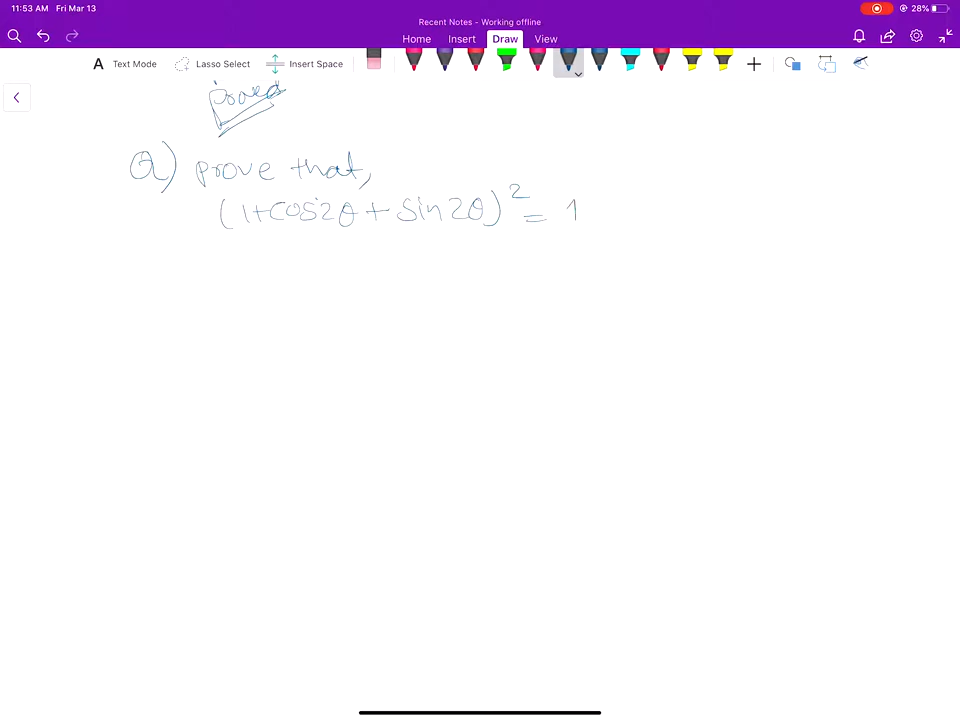 11:53 AM Fri Mar 13
28%
Recent Notes - Working offline
Home Insert Draw View
A Text Mode Lasso Select Insert Space
proved
Q) prove that,
(1+cos2θ + sin2θ)² = 1